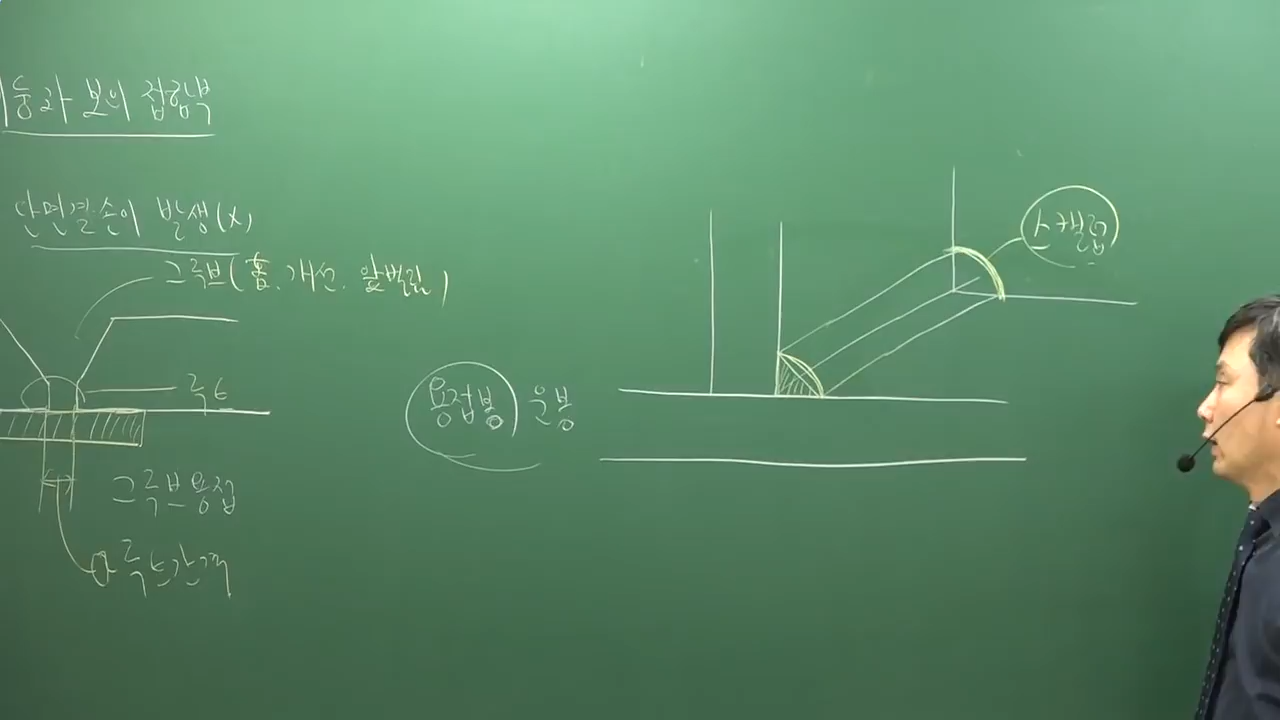 기둥과 보의 접합부
단면결손이 발생(x)
그루브(홈, 개선, 앞벌림)
루트
그루브용접
루트간격
용접봉 운봉
스캘럽